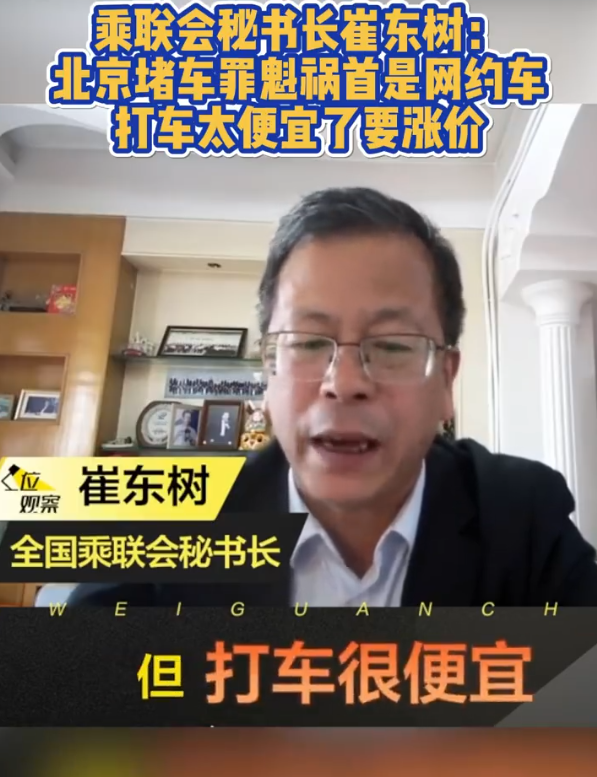 乘联会秘书长崔东树：
北京堵车罪魁祸首是网约车
打车太便宜了要涨价
位
观察
崔东树
全国乘联会秘书长
WEIGUANCH
但 打车很便宜